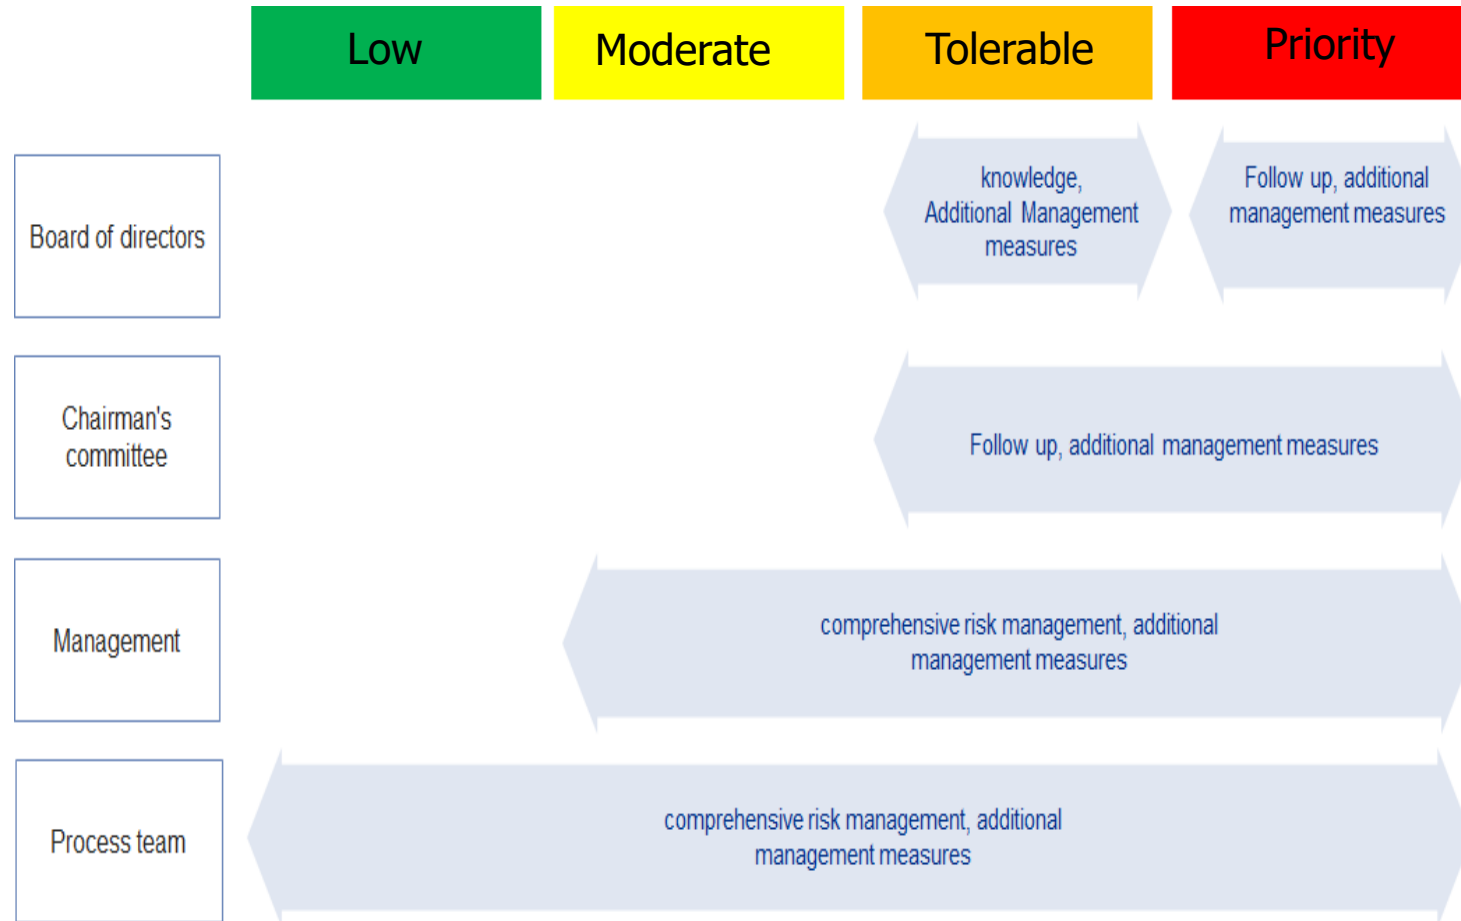 Low
Moderate
Tolerable
Priority
Board of directors
knowledge,
Additional Management
measures
Follow up, additional
management measures
Chairman's
committee
Follow up, additional management measures
Management
comprehensive risk management, additional
management measures
Process team
comprehensive risk management, additional
management measures